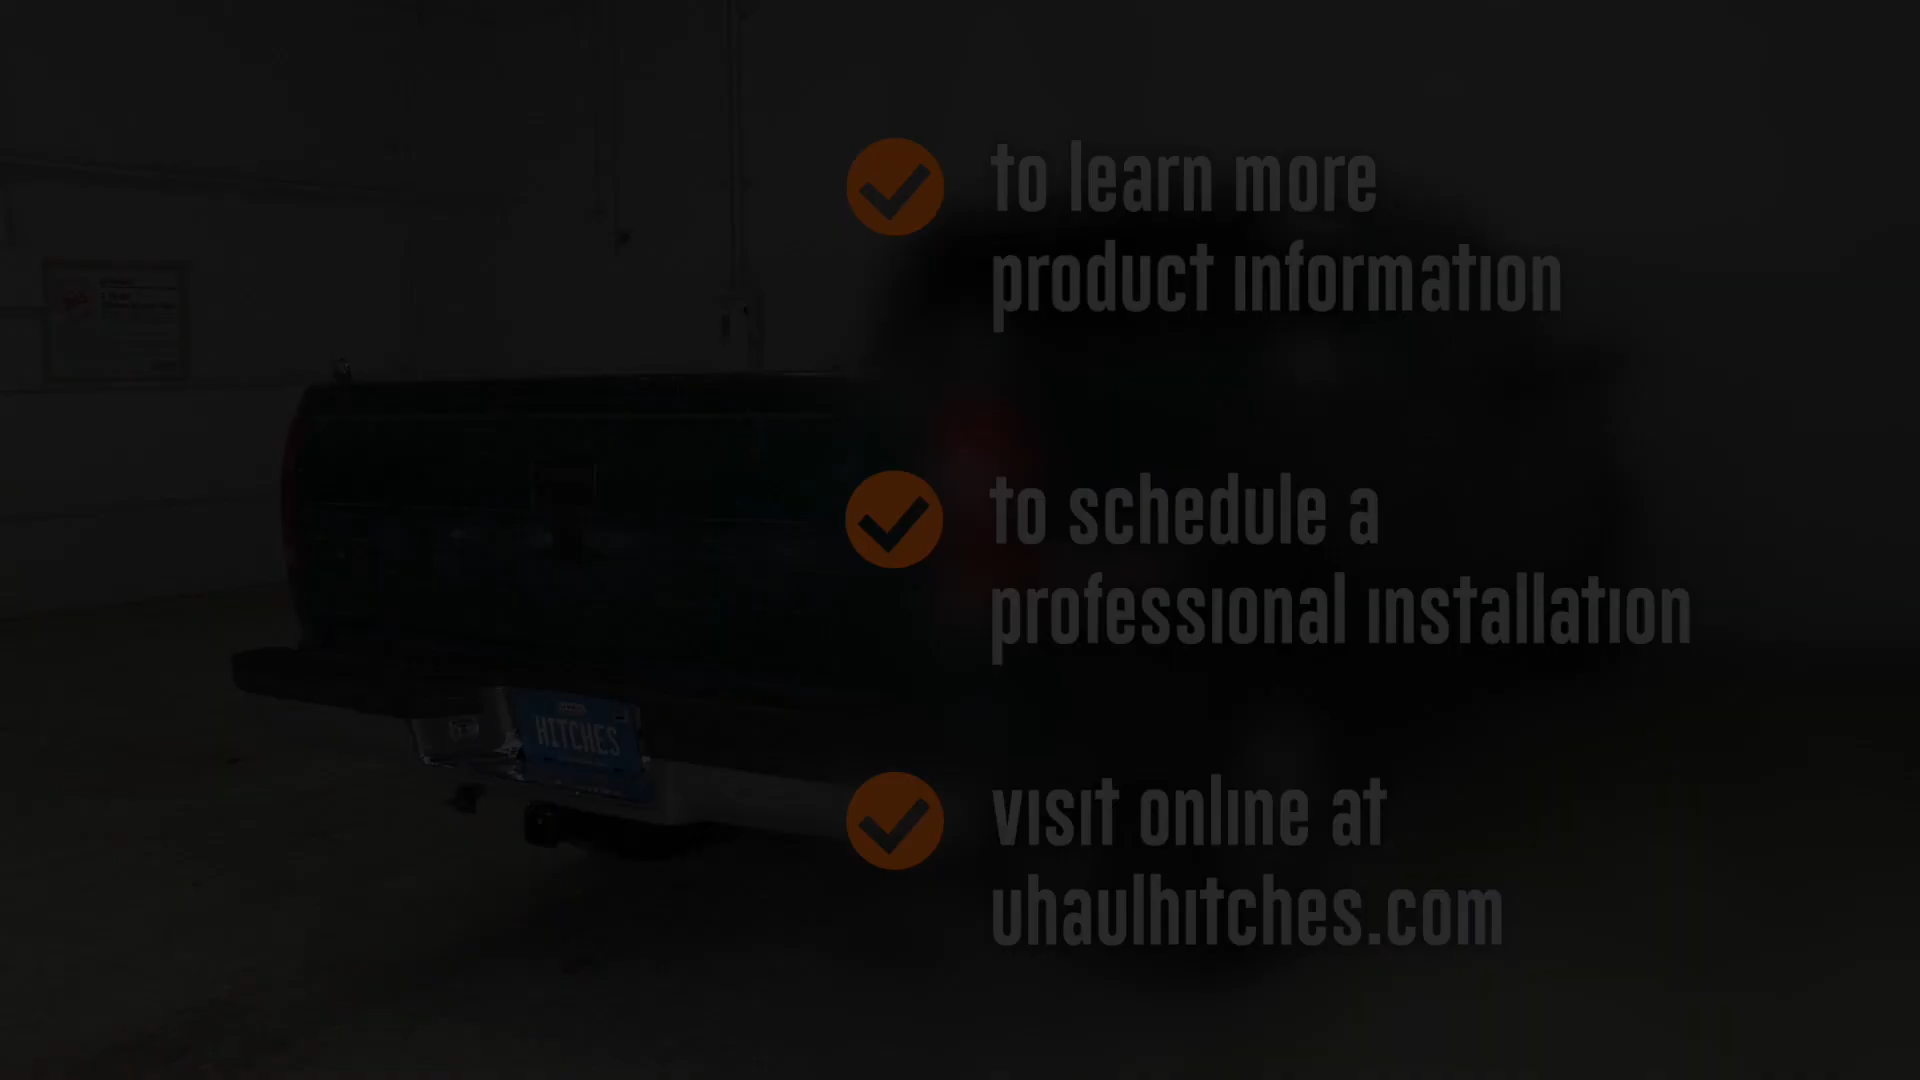 to learn more
product information
to schedule a
professional installation
HITCHES
visit online at
uhaulhitches.com